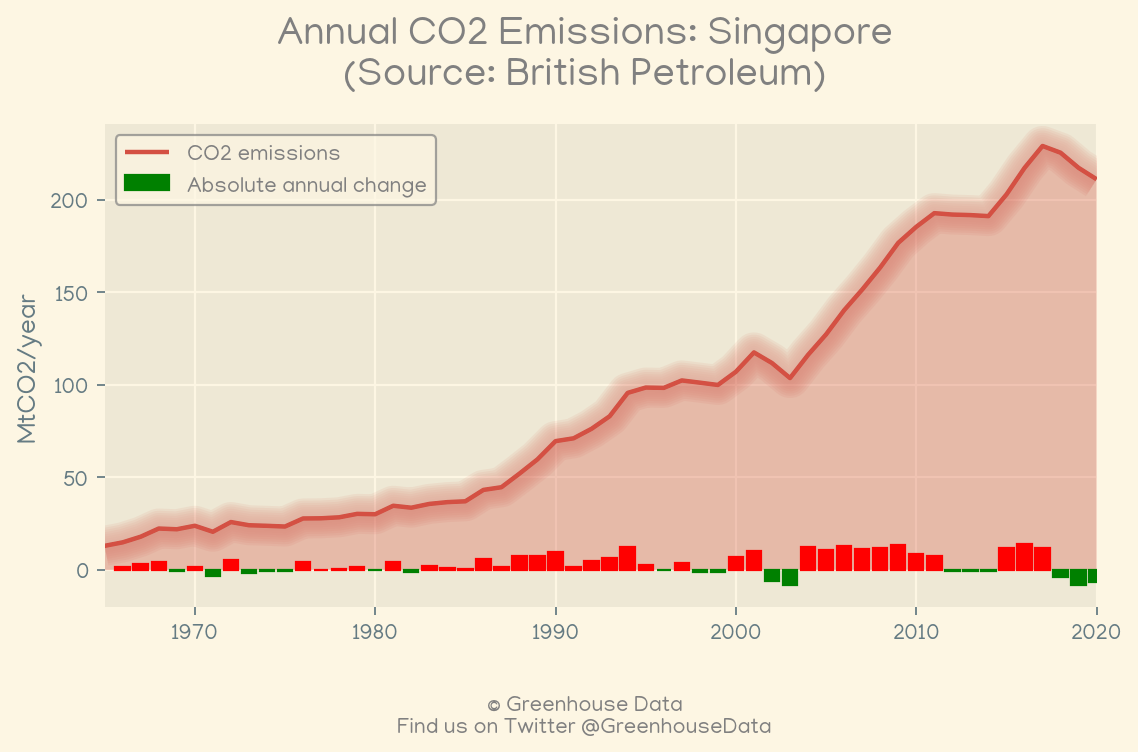 Annual CO2 Emissions: Singapore
(Source: British Petroleum)
CO2 emissions
Absolute annual change
MtCO2/year
200
150
100
50
0
1970 1980 1990 2000 2010 2020
© Greenhouse Data
Find us on Twitter @GreenhouseData